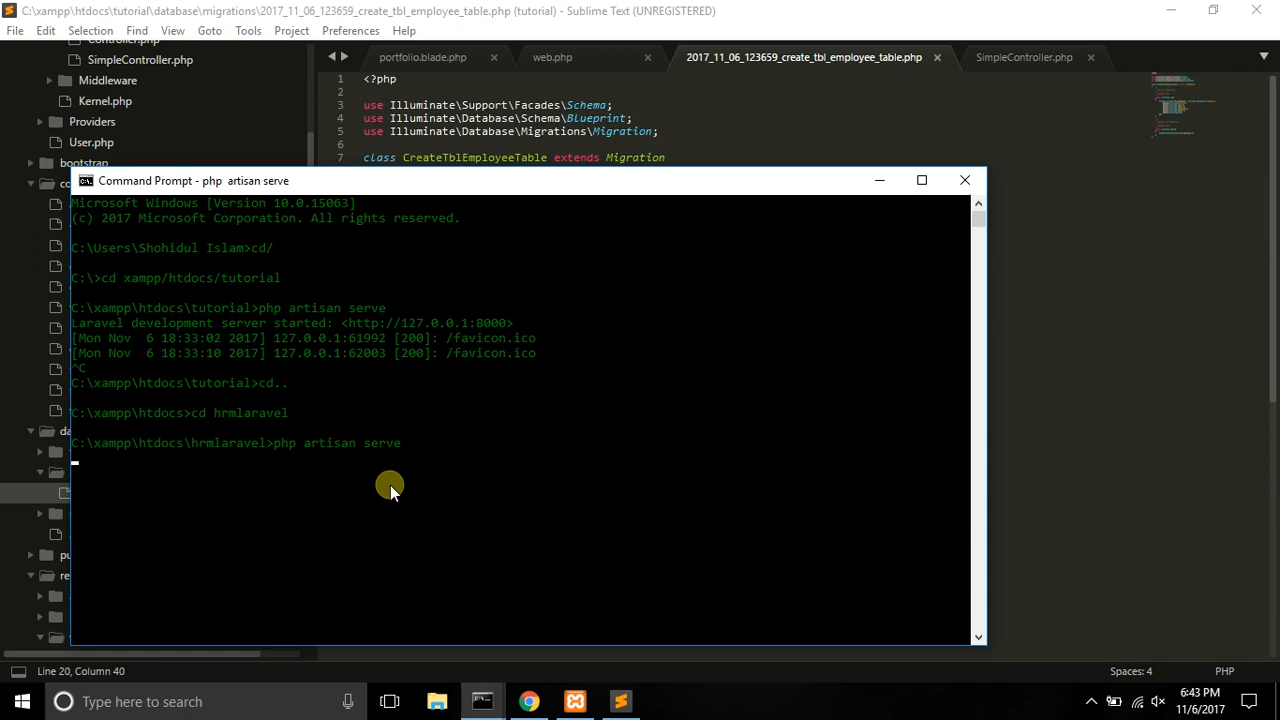 C:\xampp\htdocs\tutorial\database\migrations\2017_11_06_123659_create_tbl_employee_table.php (tutorial) - Sublime Text (UNREGISTERED)
File Edit Selection Find View Goto Tools Project Preferences Help
Controller.php
SimpleController.php
Middleware
Kernel.php
Providers
User.php
bootstrap
co
da
pu
re
portfolio.blade.php
web.php
2017_11_06_123659_create_tbl_employee_table.php
SimpleController.php
1 <?php
2
3 use Illuminate\Support\Facades\Schema;
4 use Illuminate\Database\Schema\Blueprint;
5 use Illuminate\Database\Migrations\Migration;
6
7 class CreateTblEmployeeTable extends Migration
Command Prompt - php  artisan serve
Microsoft Windows [Version 10.0.15063]
(c) 2017 Microsoft Corporation. All rights reserved.
C:\Users\Shohidul Islam>cd/
C:\>cd xampp/htdocs/tutorial
C:\xampp\htdocs\tutorial>php artisan serve
Laravel development server started: <http://127.0.0.1:8000>
[Mon Nov  6 18:33:02 2017] 127.0.0.1:61992 [200]: /favicon.ico
[Mon Nov  6 18:33:10 2017] 127.0.0.1:62003 [200]: /favicon.ico
^C
C:\xampp\htdocs\tutorial>cd..
C:\xampp\htdocs>cd hrmlaravel
C:\xampp\htdocs\hrmlaravel>php artisan serve
Line 20, Column 40
Spaces: 4
PHP
Type here to search
6:43 PM
11/6/2017